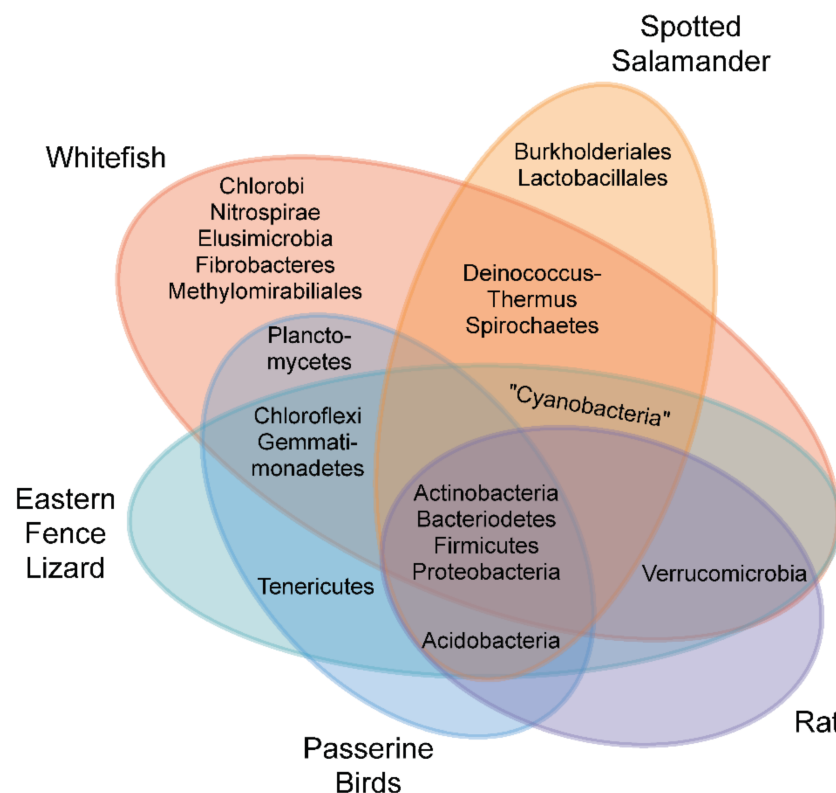 Spotted
Salamander
Whitefish
Burkholderiales
Lactobacillales
Chlorobi
Nitrospirae
Elusimicrobia
Fibrobacteres
Methylomirabiliales
Deinococcus-
Thermus
Spirochaetes
Plancto-
mycetes
"Cyanobacteria"
Chloroflexi
Gemmati-
monadetes
Eastern
Fence
Lizard
Actinobacteria
Bacteriodetes
Firmicutes
Proteobacteria
Verrucomicrobia
Tenericutes
Acidobacteria
Rat
Passerine
Birds